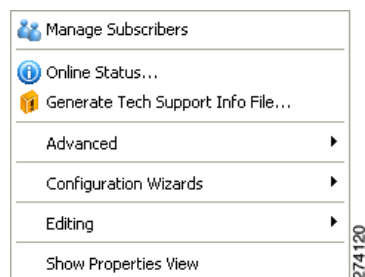 Manage Subscribers
Online Status...
Generate Tech Support Info File...
Advanced
Configuration Wizards
Editing
Show Properties View
274120